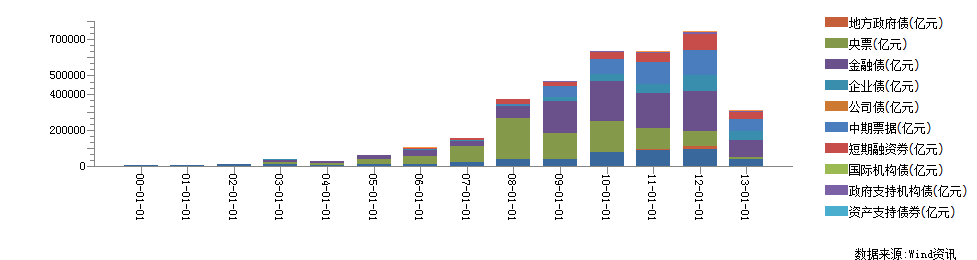 700000
500000
400000
200000
0
00-01-01
01-01-01
02-01-01
03-01-01
04-01-01
05-01-01
06-01-01
07-01-01
08-01-01
09-01-01
10-01-01
11-01-01
12-01-01
13-01-01
地方政府债(亿元)
央票(亿元)
金融债(亿元)
企业债(亿元)
公司债(亿元)
中期票据(亿元)
短期融资券(亿元)
国际机构债(亿元)
政府支持机构债(亿元)
资产支持债券(亿元)
数据来源:Wind资讯